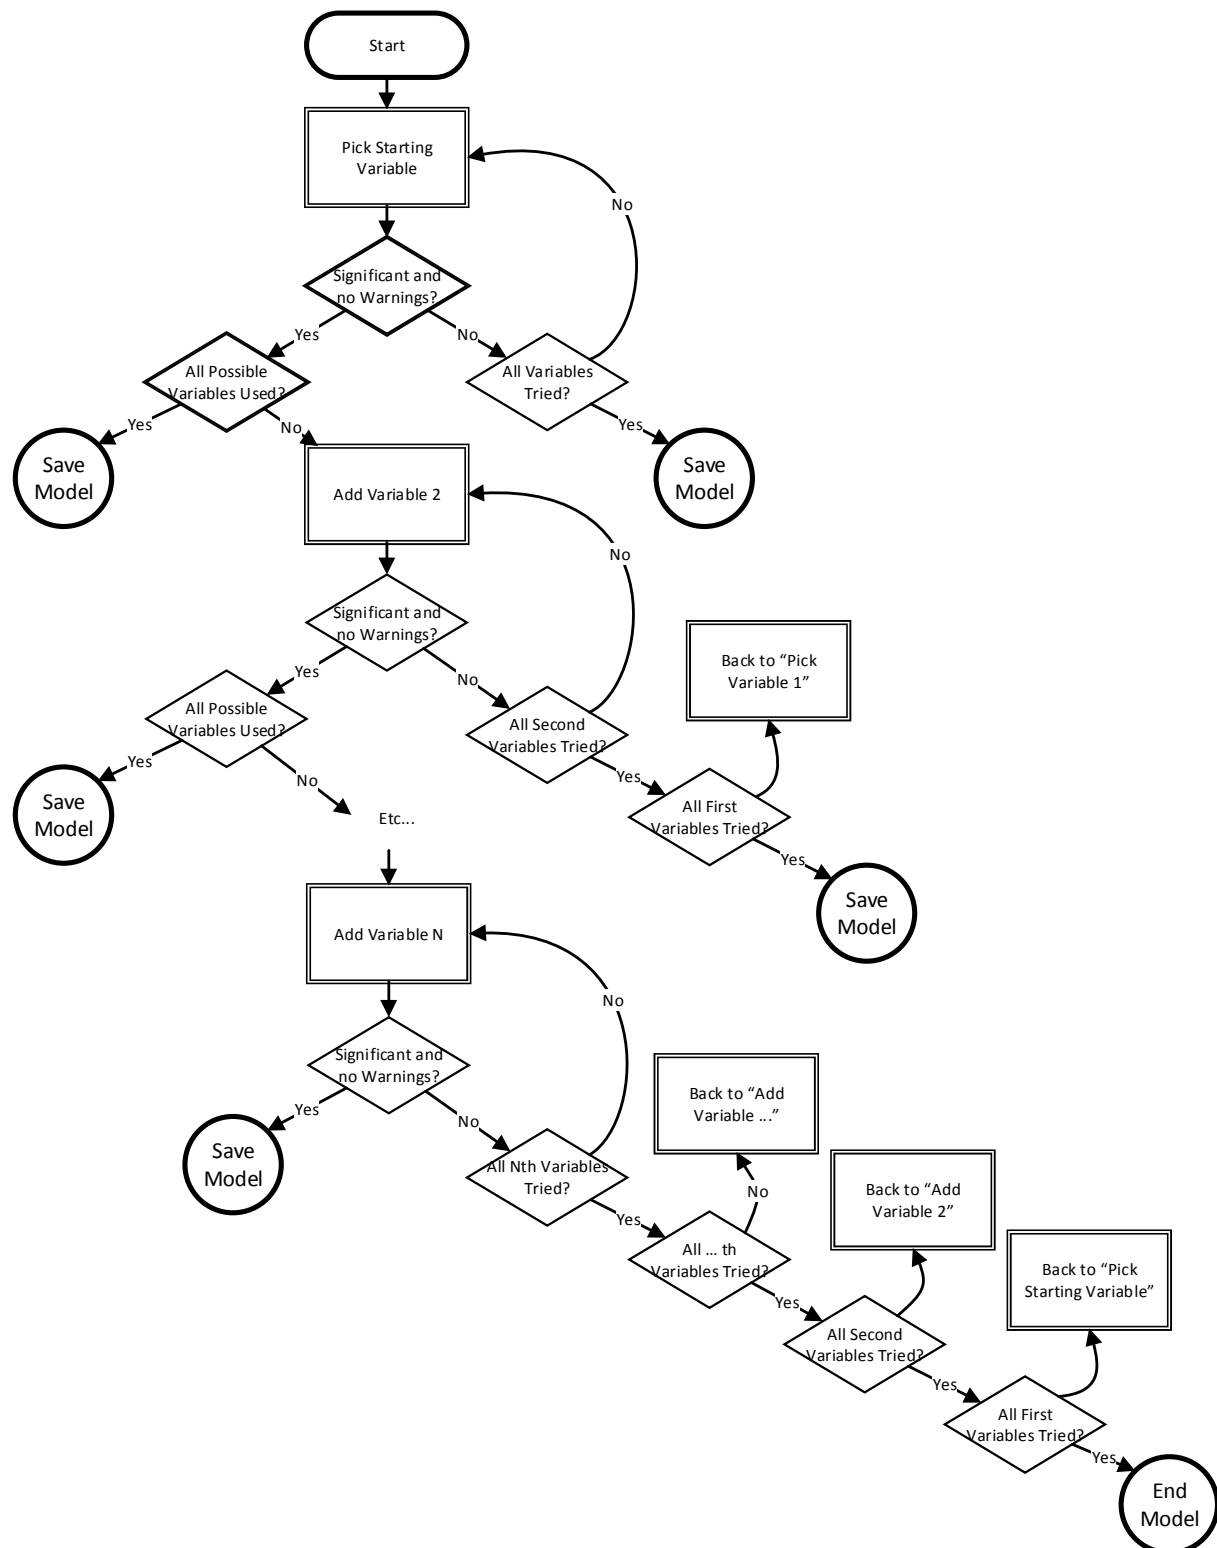 Start
Pick Starting
Variable
No
Significant and
no Warnings?
Yes
No
All Possible
Variables Used?
All Variables
Tried?
Yes
No
Yes
Save
Model
Save
Model
Add Variable 2
No
Significant and
no Warnings?
Yes
No
Back to “Pick
Variable 1”
All Possible
Variables Used?
All Second
Variables Tried?
Yes
No
Yes
Save
Model
Etc...
All First
Variables Tried?
Yes
Save
Model
Add Variable N
No
Significant and
no Warnings?
Yes
No
Back to “Add
Variable ...”
Save
Model
All Nth Variables
Tried?
No
Back to “Add
Variable 2”
Yes
All ... th
Variables Tried?
Back to “Pick
Starting Variable”
Yes
All Second
Variables Tried?
Yes
All First
Variables Tried?
Yes
End
Model